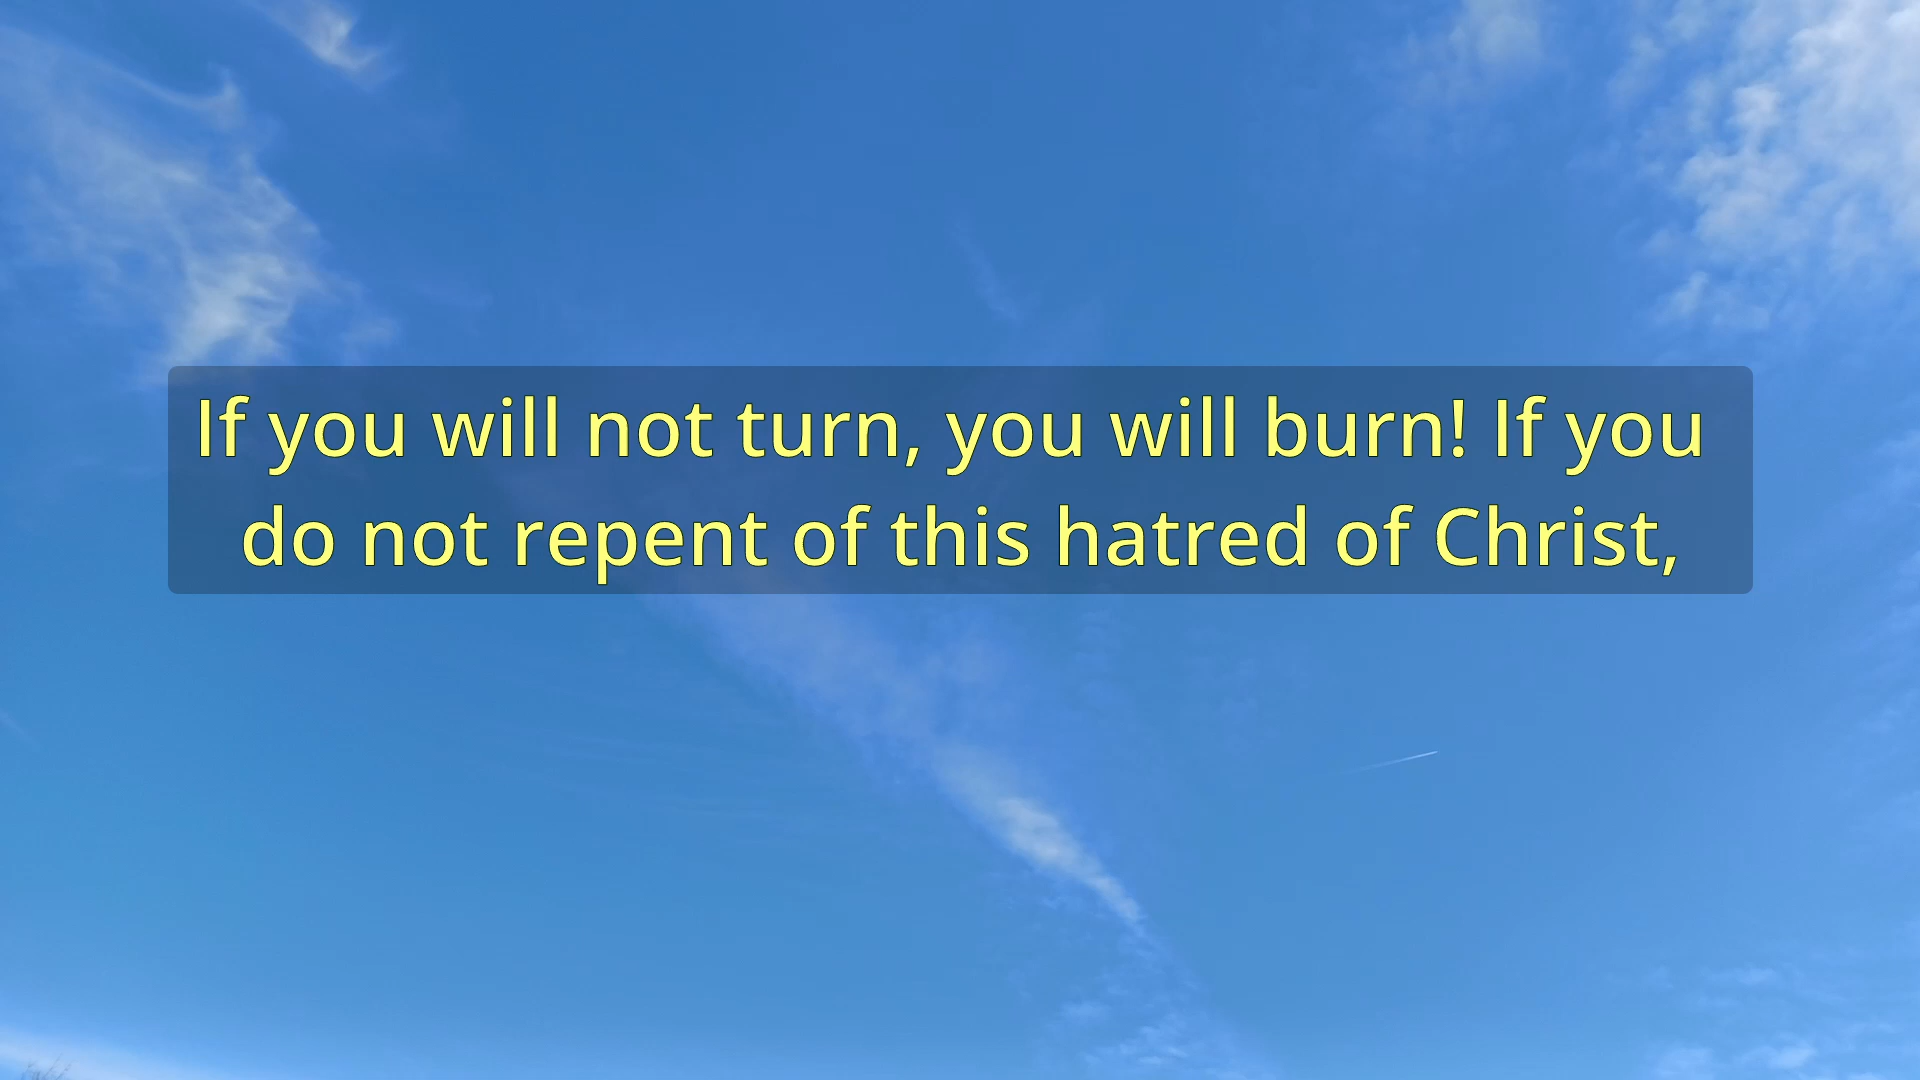 If you will not turn, you will burn! If you
do not repent of this hatred of Christ,